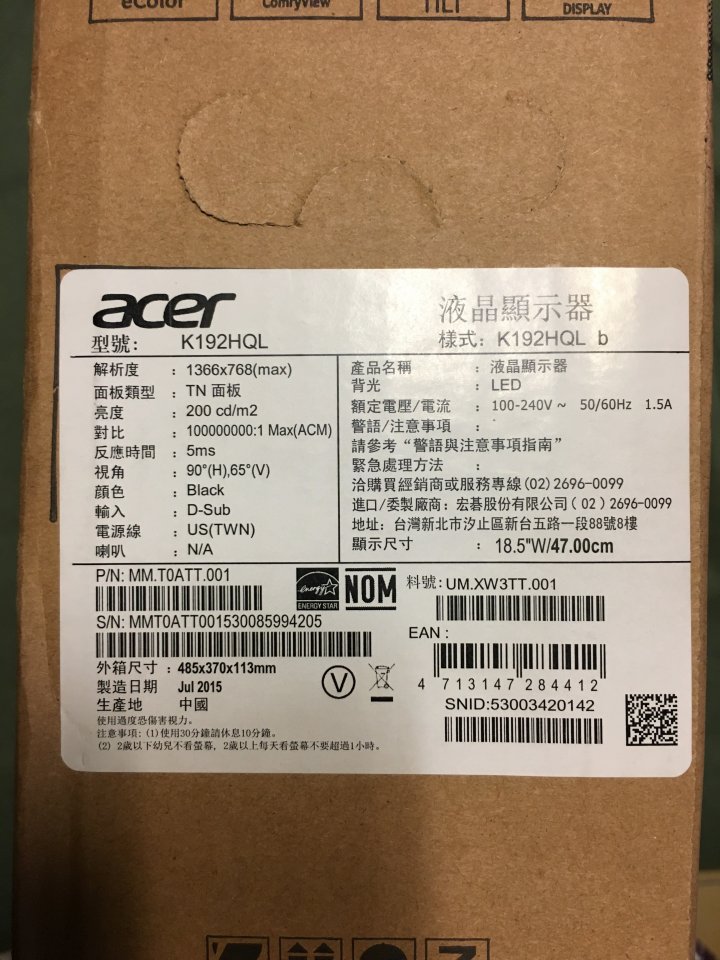 eColor
ComfyView
TILT
DISPLAY
acer
液晶顯示器
型號: K192HQL
樣式: K192HQL b
解析度 : 1366x768(max)
面板類型 : TN 面板
亮度 : 200 cd/m2
對比 : 100000000:1 Max(ACM)
反應時間 : 5ms
視角 : 90°(H),65°(V)
顏色 : Black
輸入 : D-Sub
電源線 : US(TWN)
喇叭 : N/A
產品名稱 : 液晶顯示器
背光 : LED
額定電壓/電流 : 100-240V ~ 50/60Hz 1.5A
警語/注意事項 :
請參考“警語與注意事項指南”
緊急處理方法 :
洽購買經銷商或服務專線(02)2696-0099
進口/委製廠商: 宏碁股份有限公司(02)2696-0099
地址: 台灣新北市汐止區新台五路一段88號8樓
顯示尺寸 : 18.5"W/47.00cm
P/N: MM.T0ATT.001
energy
ENERGY STAR
NOM
料號: UM.XW3TT.001
S/N: MMT0ATT001530085994205
EAN :
4 713147 284412
外箱尺寸 : 485x370x113mm
製造日期 Jul 2015
生產地 中國
V
SNID:53003420142
使用過度恐傷害視力。
注意事項: (1)使用30分鐘請休息10分鐘。
(2) 2歲以下幼兒不看螢幕, 2歲以上每天看螢幕不要超過1小時。